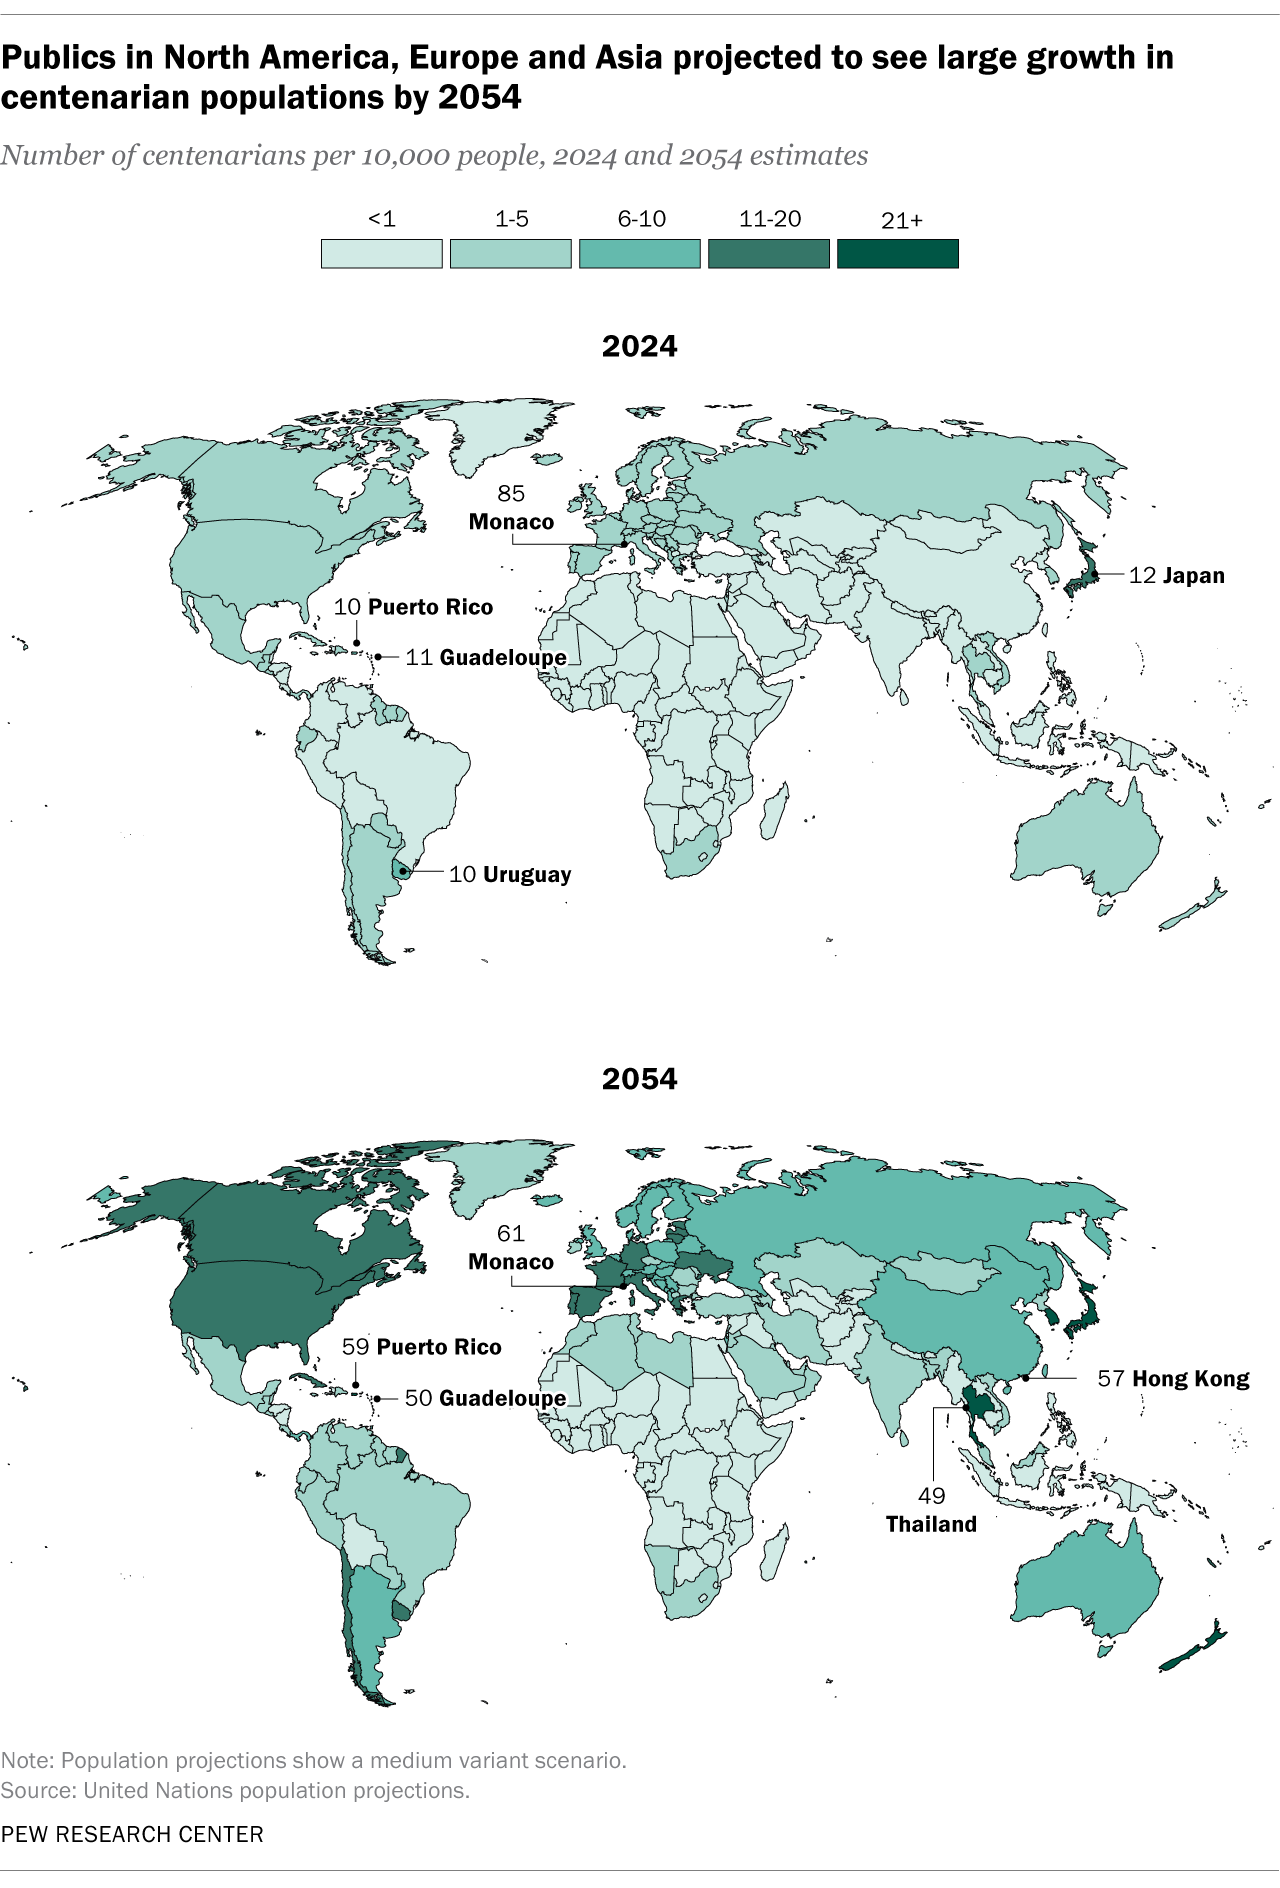 Publics in North America, Europe and Asia projected to see large growth in
centenarian populations by 2054
Number of centenarians per 10,000 people, 2024 and 2054 estimates
<1 1-5 6-10 11-20 21+
2024
85
Monaco
12 Japan
10 Puerto Rico
11 Guadeloupe
10 Uruguay
2054
61
Monaco
59 Puerto Rico
57 Hong Kong
50 Guadeloupe
49
Thailand
Note: Population projections show a medium variant scenario.
Source: United Nations population projections.
PEW RESEARCH CENTER